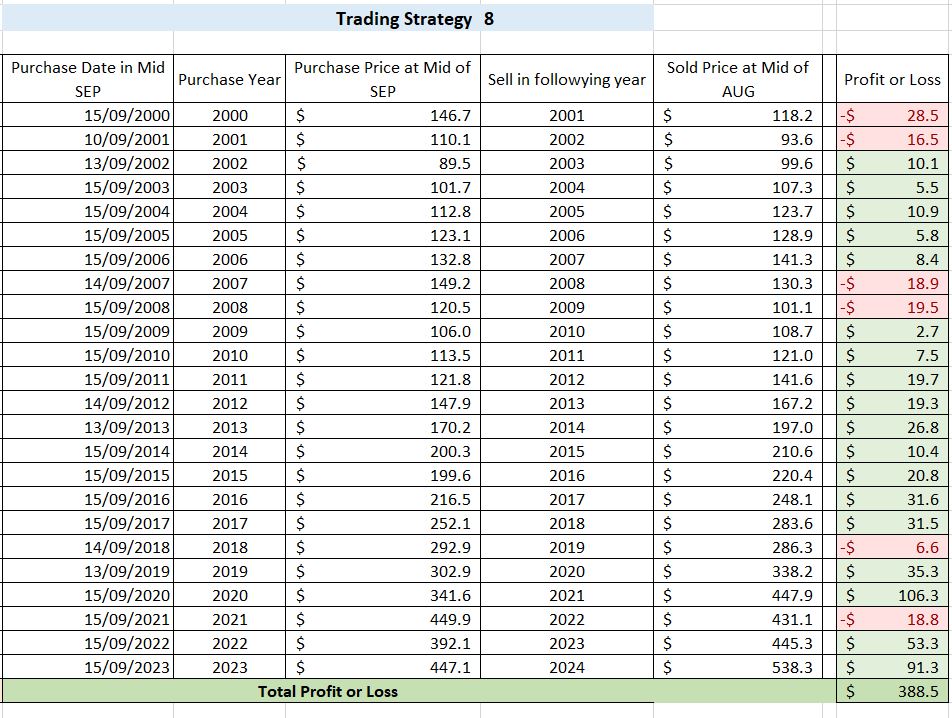 Trading Strategy 8
Purchase Date in Mid SEP Purchase Year Purchase Price at Mid of SEP Sell in followying year Sold Price at Mid of AUG Profit or Loss
15/09/2000 2000 $ 146.7 2001 $ 118.2 -$ 28.5
10/09/2001 2001 $ 110.1 2002 $ 93.6 -$ 16.5
13/09/2002 2002 $ 89.5 2003 $ 99.6 $ 10.1
15/09/2003 2003 $ 101.7 2004 $ 107.3 $ 5.5
15/09/2004 2004 $ 112.8 2005 $ 123.7 $ 10.9
15/09/2005 2005 $ 123.1 2006 $ 128.9 $ 5.8
15/09/2006 2006 $ 132.8 2007 $ 141.3 $ 8.4
14/09/2007 2007 $ 149.2 2008 $ 130.3 -$ 18.9
15/09/2008 2008 $ 120.5 2009 $ 101.1 -$ 19.5
15/09/2009 2009 $ 106.0 2010 $ 108.7 $ 2.7
15/09/2010 2010 $ 113.5 2011 $ 121.0 $ 7.5
15/09/2011 2011 $ 121.8 2012 $ 141.6 $ 19.7
14/09/2012 2012 $ 147.9 2013 $ 167.2 $ 19.3
13/09/2013 2013 $ 170.2 2014 $ 197.0 $ 26.8
15/09/2014 2014 $ 200.3 2015 $ 210.6 $ 10.4
15/09/2015 2015 $ 199.6 2016 $ 220.4 $ 20.8
15/09/2016 2016 $ 216.5 2017 $ 248.1 $ 31.6
15/09/2017 2017 $ 252.1 2018 $ 283.6 $ 31.5
14/09/2018 2018 $ 292.9 2019 $ 286.3 -$ 6.6
13/09/2019 2019 $ 302.9 2020 $ 338.2 $ 35.3
15/09/2020 2020 $ 341.6 2021 $ 447.9 $ 106.3
15/09/2021 2021 $ 449.9 2022 $ 431.1 -$ 18.8
15/09/2022 2022 $ 392.1 2023 $ 445.3 $ 53.3
15/09/2023 2023 $ 447.1 2024 $ 538.3 $ 91.3
Total Profit or Loss $ 388.5